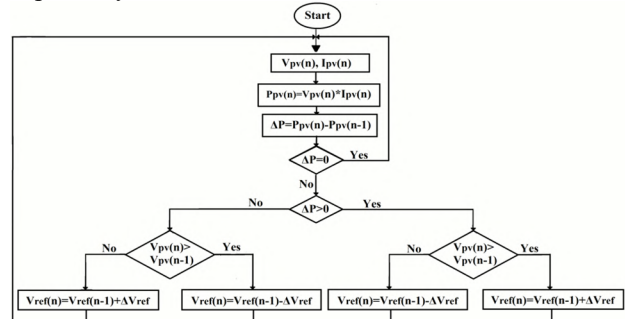 Start
Vpv(n), Ipv(n)
Ppv(n)=Vpv(n)*Ipv(n)
ΔP=Ppv(n)-Ppv(n-1)
ΔP=0
Yes
No
ΔP>0
No
Yes
Vpv(n)>
Vpv(n-1)
No
Yes
Vpv(n)>
Vpv(n-1)
No
Yes
Vref(n)=Vref(n-1)+ΔVref
Vref(n)=Vref(n-1)-ΔVref
Vref(n)=Vref(n-1)-ΔVref
Vref(n)=Vref(n-1)+ΔVref